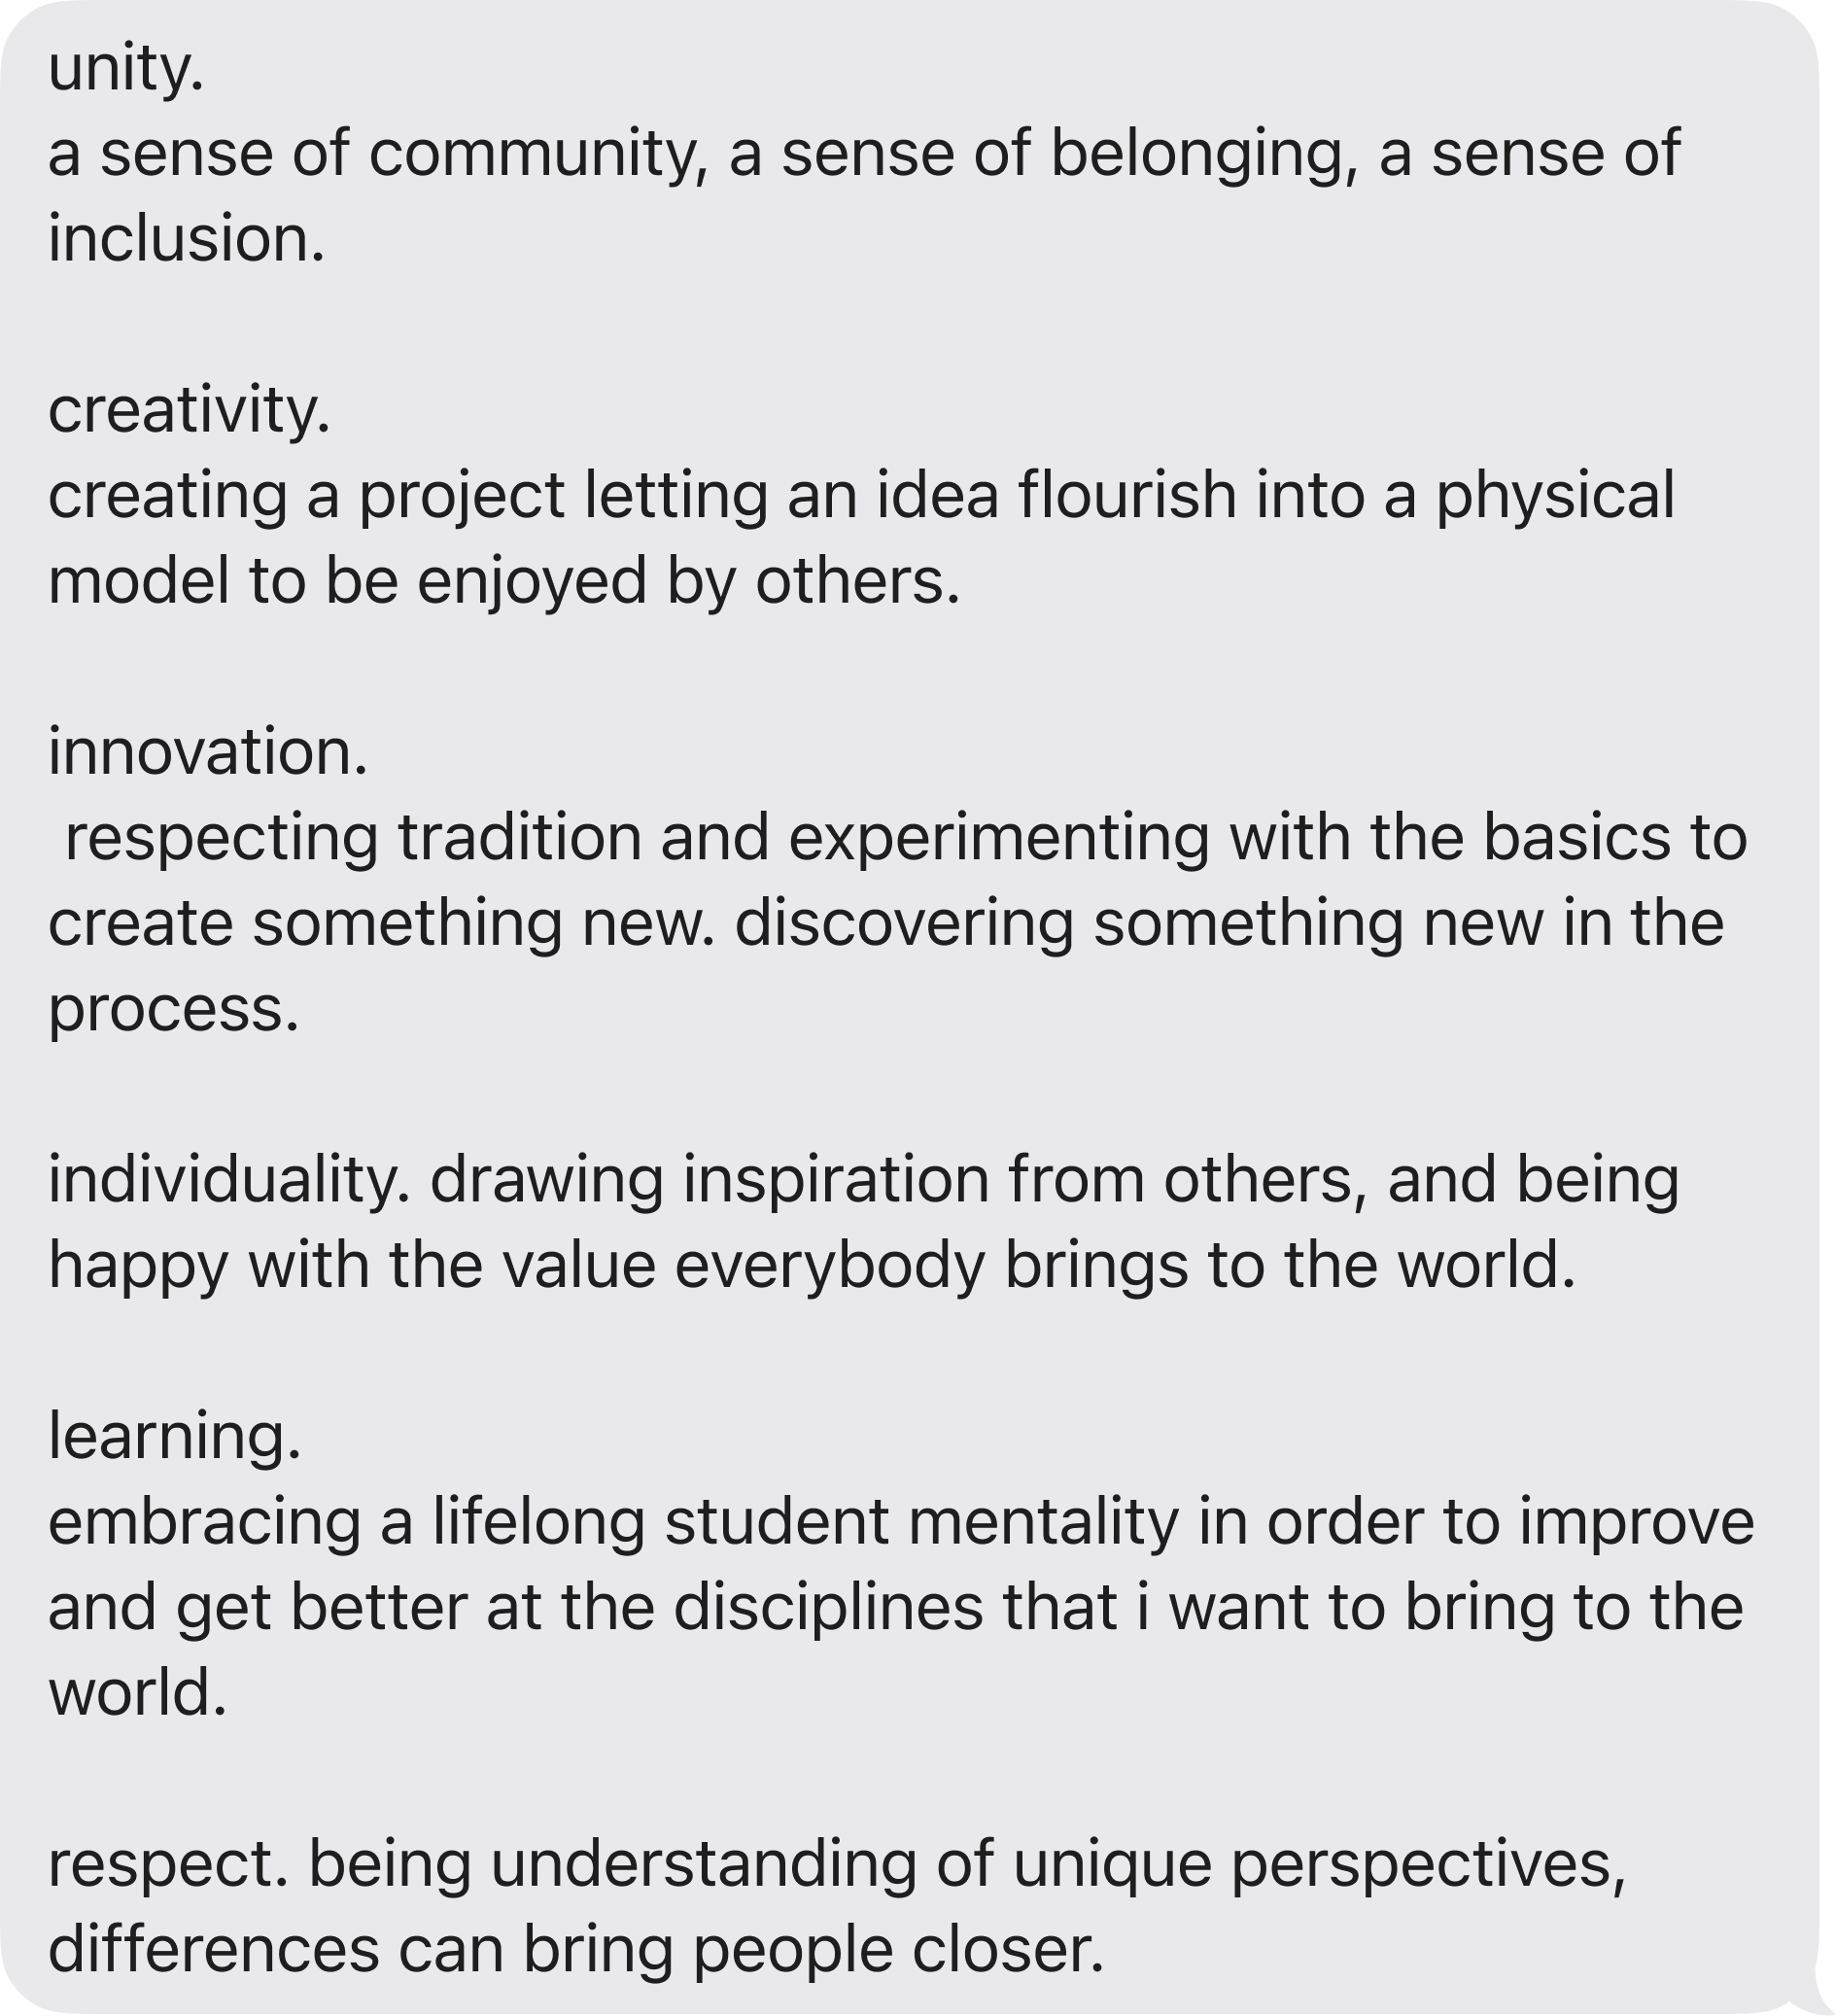 unity.
a sense of community, a sense of belonging, a sense of
inclusion.
creativity.
creating a project letting an idea flourish into a physical
model to be enjoyed by others.
innovation.
respecting tradition and experimenting with the basics to
create something new. discovering something new in the
process.
individuality. drawing inspiration from others, and being
happy with the value everybody brings to the world.
learning.
embracing a lifelong student mentality in order to improve
and get better at the disciplines that i want to bring to the
world.
respect. being understanding of unique perspectives,
differences can bring people closer.